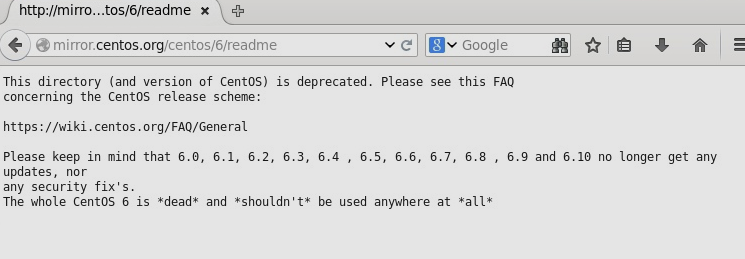 http://mirro...tos/6/readme
mirror.centos.org/centos/6/readme
Google
This directory (and version of CentOS) is deprecated. Please see this FAQ
concerning the CentOS release scheme:
https://wiki.centos.org/FAQ/General
Please keep in mind that 6.0, 6.1, 6.2, 6.3, 6.4 , 6.5, 6.6, 6.7, 6.8 , 6.9 and 6.10 no longer get any
updates, nor
any security fix's.
The whole CentOS 6 is *dead* and *shouldn't* be used anywhere at *all*